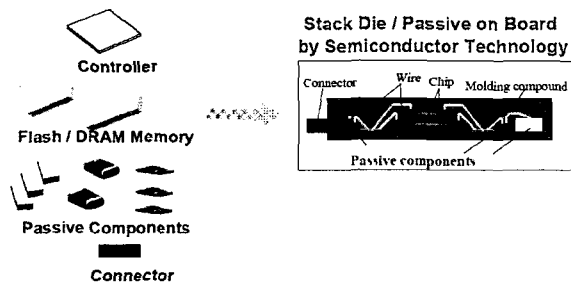 Stack Die / Passive on Board
by Semiconductor Technology
Controller
Flash / DRAM Memory
Passive Components
Connector
Connector
Wire
Chip
Molding compound
Passive components